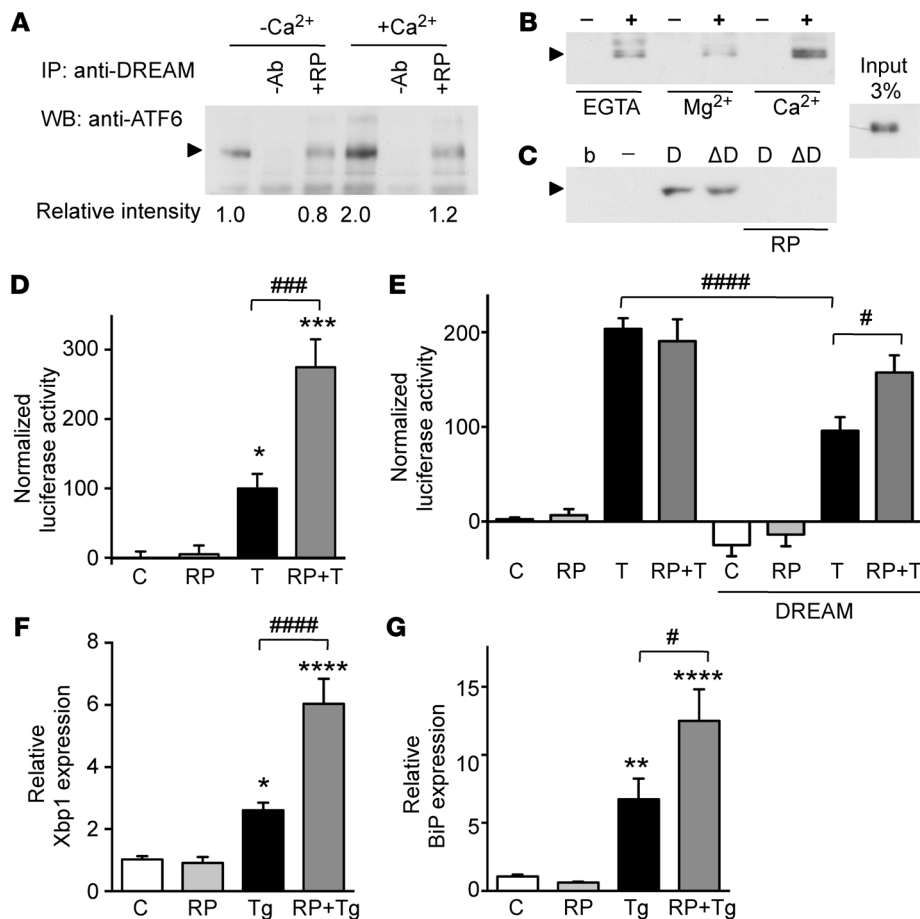 A
-Ca2+ +Ca2+
IP: anti-DREAM
-Ab +RP -Ab +RP
WB: anti-ATF6
Relative intensity 1.0 0.8 2.0 1.2
B
− + − + − +
EGTA Mg2+ Ca2+
Input
3%
C
b − D ΔD D ΔD
RP
D
Normalized
luciferase activity
300
200
100
0
###
***
*
C RP T RP+T
E
Normalized
luciferase activity
200
100
0
####
#
C RP T RP+T C RP T RP+T
DREAM
F
Relative
Xbp1 expression
8
6
4
2
0
####
****
*
C RP Tg RP+Tg
G
Relative
BiP expression
15
10
5
0
#
****
**
C RP Tg RP+Tg